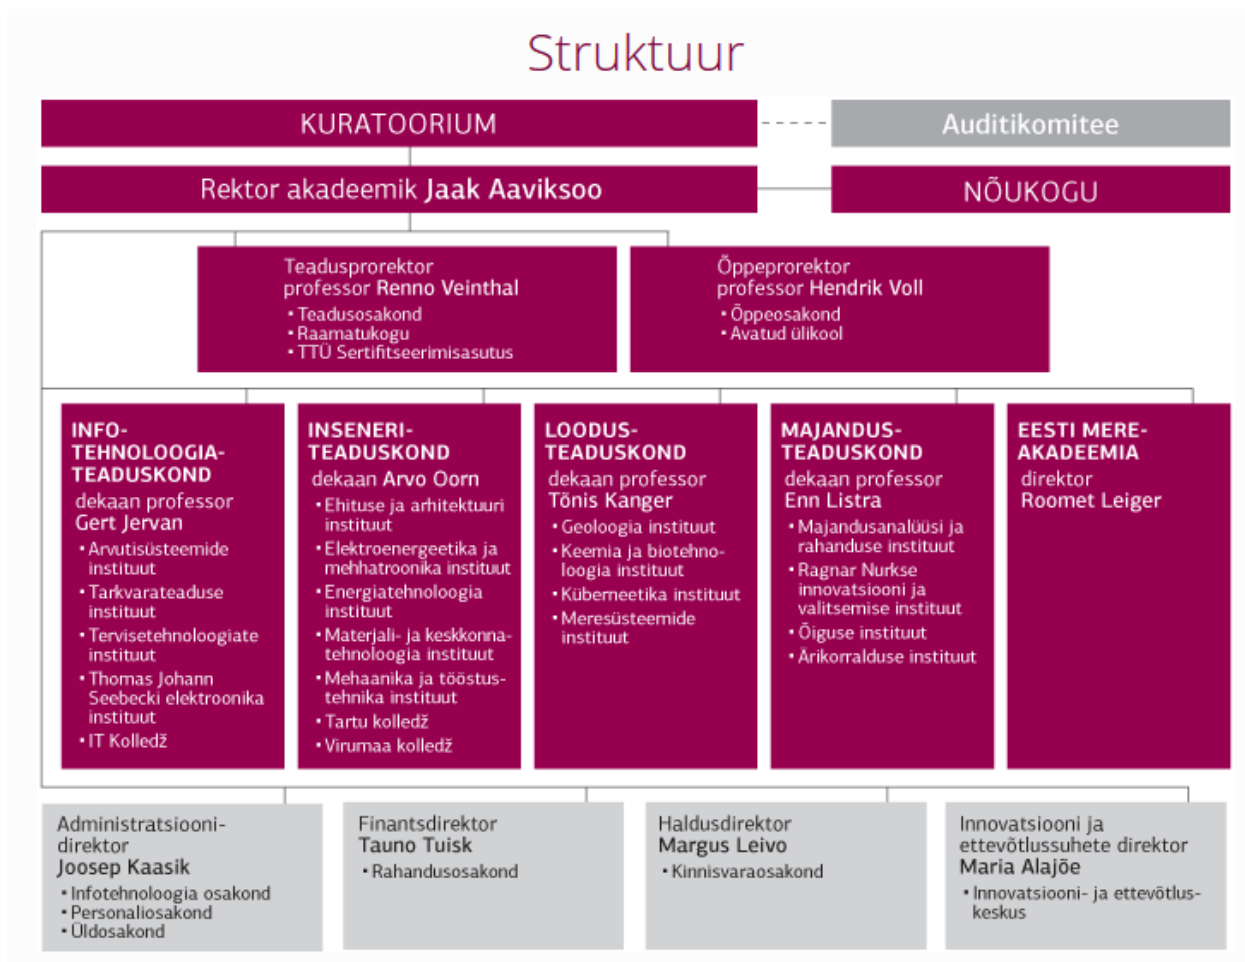 Struktuur
KURATOORIUM
Auditikomitee
Rektor akadeemik Jaak Aaviksoo
NÕUKOGU
Teadusprorektor
professor Renno Veinthal
• Teadusosakond
• Raamatukogu
• TTÜ Sertifitseerimisasutus
Õppeprorektor
professor Hendrik Voll
• Õppeosakond
• Avatud ülikool
INFO-
TEHNOLOOGIA-
TEADUSKOND
dekaan professor
Gert Jervan
• Arvutisüsteemide
instituut
• Tarkvarateaduse
instituut
• Tervisetehnoloogiate
instituut
• Thomas Johann
Seebecki elektroonika
instituut
• IT Kolledž
INSENERI-
TEADUSKOND
dekaan Arvo Oorn
• Ehituse ja arhitektuuri
instituut
• Elektroenergeetika ja
mehhatroonika instituut
• Energiatehnoloogia
instituut
• Materjali- ja keskkonna-
tehnoloogia instituut
• Mehaanika ja tööstus-
tehnika instituut
• Tartu kolledž
• Virumaa kolledž
LOODUS-
TEADUSKOND
dekaan professor
Tõnis Kanger
• Geoloogia instituut
• Keemia ja biotehno-
loogia instituut
• Küberneetika instituut
• Meresüsteemide
instituut
MAJANDUS-
TEADUSKOND
dekaan professor
Enn Listra
• Majandusanalüüsi ja
rahanduse instituut
• Ragnar Nurkse
innovatsiooni ja
valitsemise instituut
• Õiguse instituut
• Ärikorralduse instituut
EESTI MERE-
AKADEEMIA
direktor
Roomet Leiger
Administratsiooni-
direktor
Joosep Kaasik
• Infotehnoloogia osakond
• Personaliosakond
• Üldosakond
Finantsdirektor
Tauno Tuisk
• Rahandusosakond
Haldusdirektor
Margus Leivo
• Kinnisvaraosakond
Innovatsiooni ja
ettevõtlussuhete direktor
Maria Alajõe
• Innovatsiooni- ja ettevõtlus-
keskus